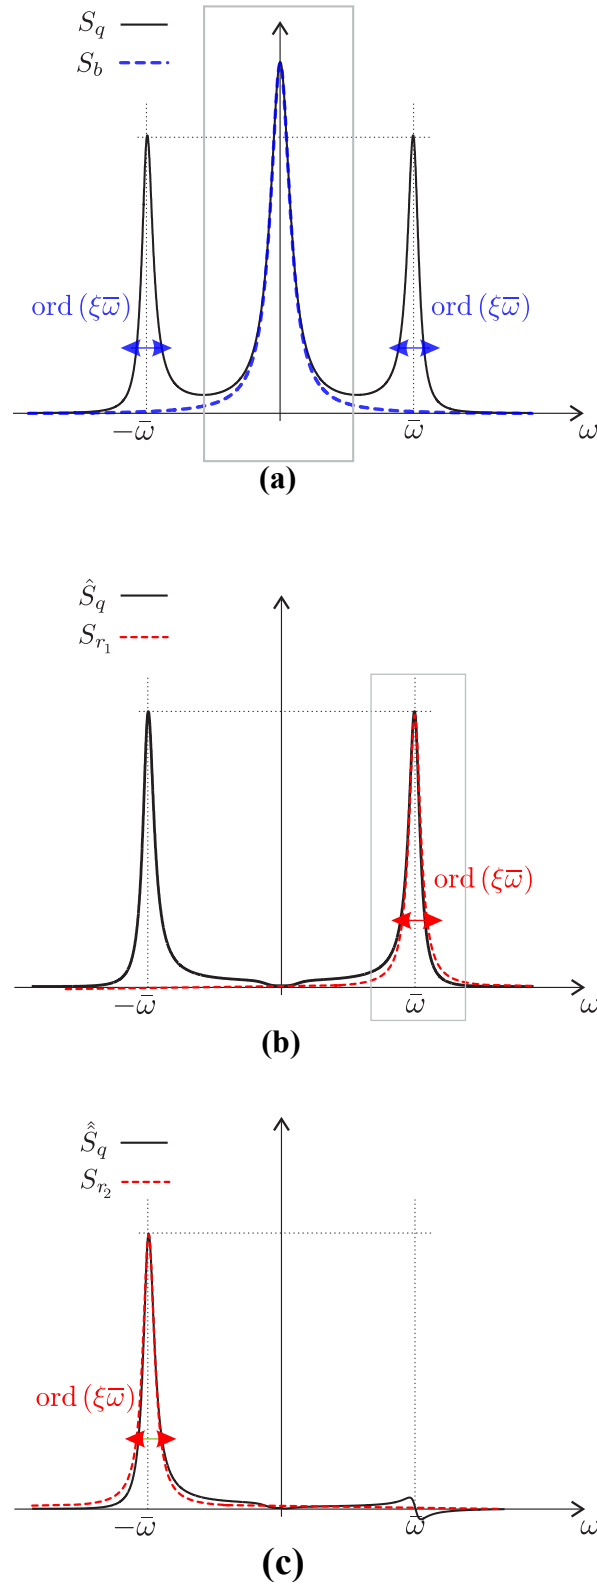 S_q
S_b
ord (ξω̅) ord (ξω̅)
−ω̅ ω̅ ω
(a)
Ŝ_q
S_{r_1}
ord (ξω̅)
−ω̅ ω̅ ω
(b)
Ŝ̂_q
S_{r_2}
ord (ξω̅)
−ω̅ ω̅ ω
(c)